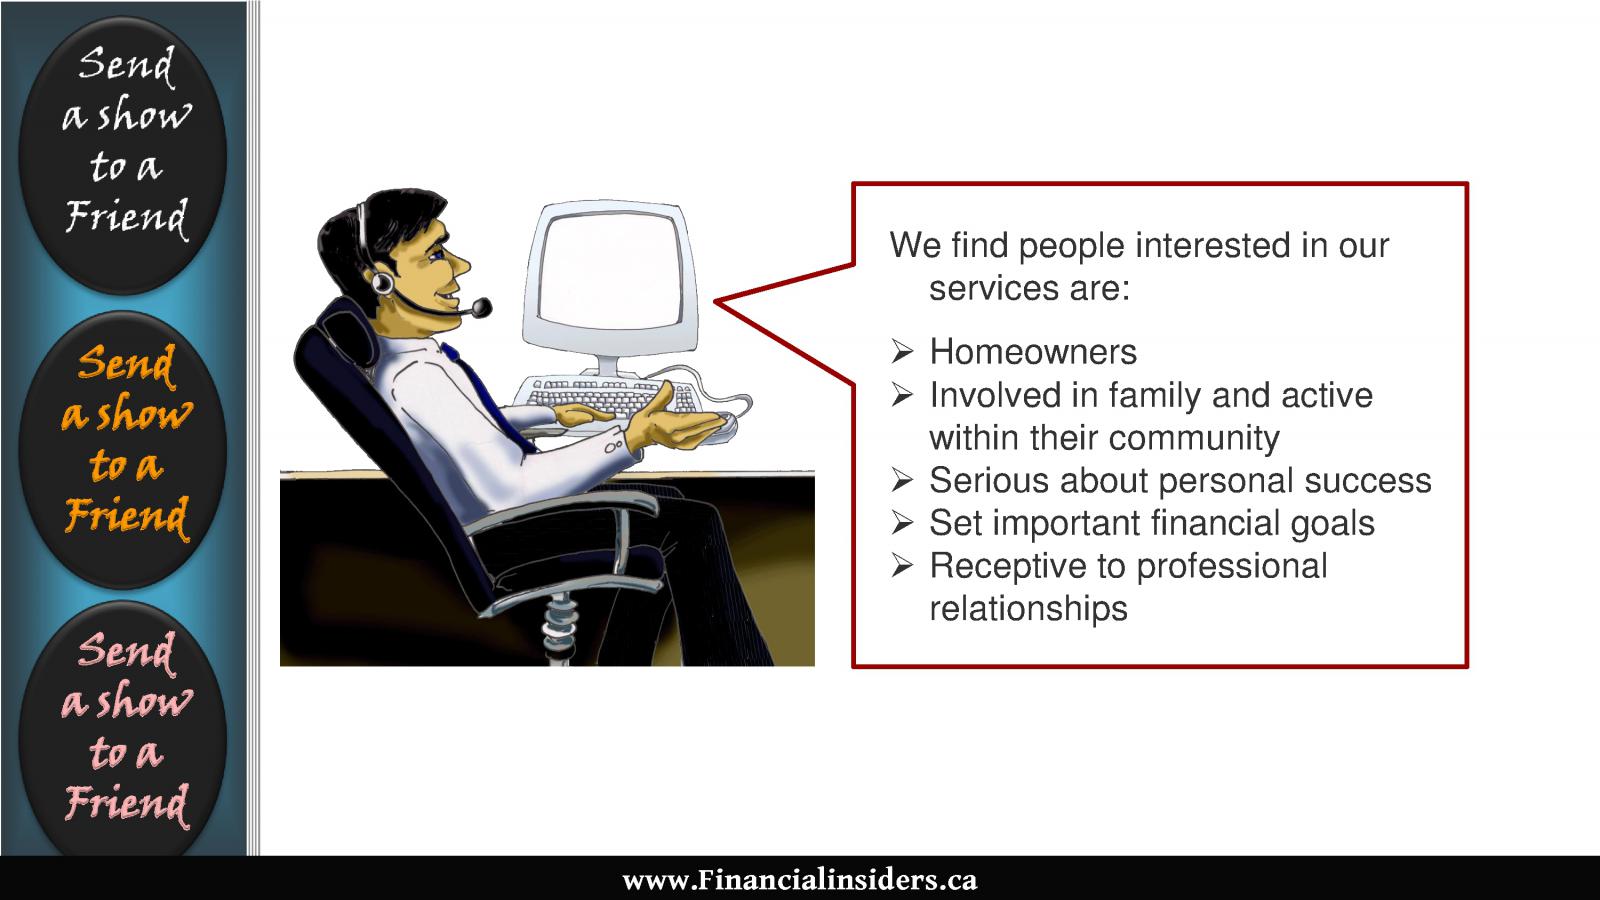 Send
a show
to a
Friend
Send
a show
to a
Friend
Send
a show
to a
Friend
We find people interested in our
services are:
➢ Homeowners
➢ Involved in family and active
within their community
➢ Serious about personal success
➢ Set important financial goals
➢ Receptive to professional
relationships
www.Financialinsiders.ca